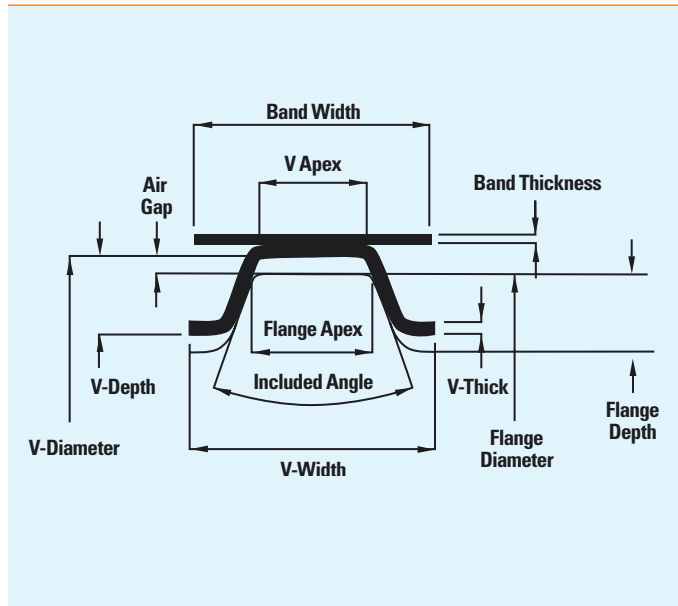 Band Width
V Apex
Air
Gap
Band Thickness
Flange Apex
V-Depth
Included Angle
V-Thick
Flange
Depth
V-Diameter
Flange
Diameter
V-Width